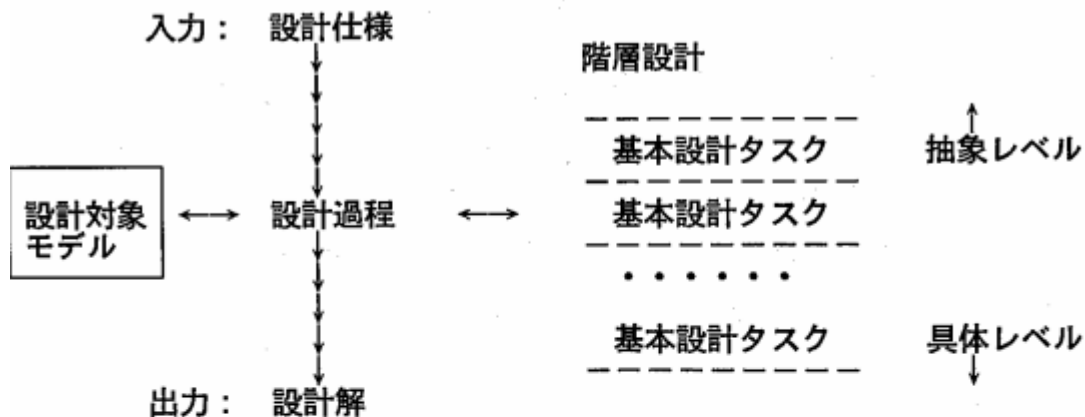 入力： 設計仕様
階層設計
基本設計タスク 抽象レベル
設計対象
モデル
設計過程
基本設計タスク
・・・・・・
基本設計タスク 具体レベル
出力： 設計解